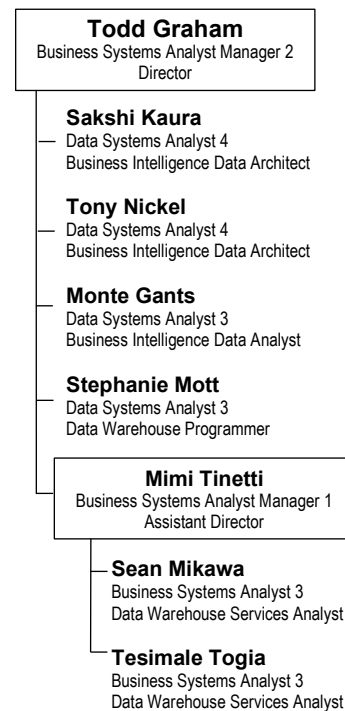 Todd Graham
Business Systems Analyst Manager 2
Director
Sakshi Kaura
Data Systems Analyst 4
Business Intelligence Data Architect
Tony Nickel
Data Systems Analyst 4
Business Intelligence Data Architect
Monte Gants
Data Systems Analyst 3
Business Intelligence Data Analyst
Stephanie Mott
Data Systems Analyst 3
Data Warehouse Programmer
Mimi Tinetti
Business Systems Analyst Manager 1
Assistant Director
Sean Mikawa
Business Systems Analyst 3
Data Warehouse Services Analyst
Tesimale Togia
Business Systems Analyst 3
Data Warehouse Services Analyst